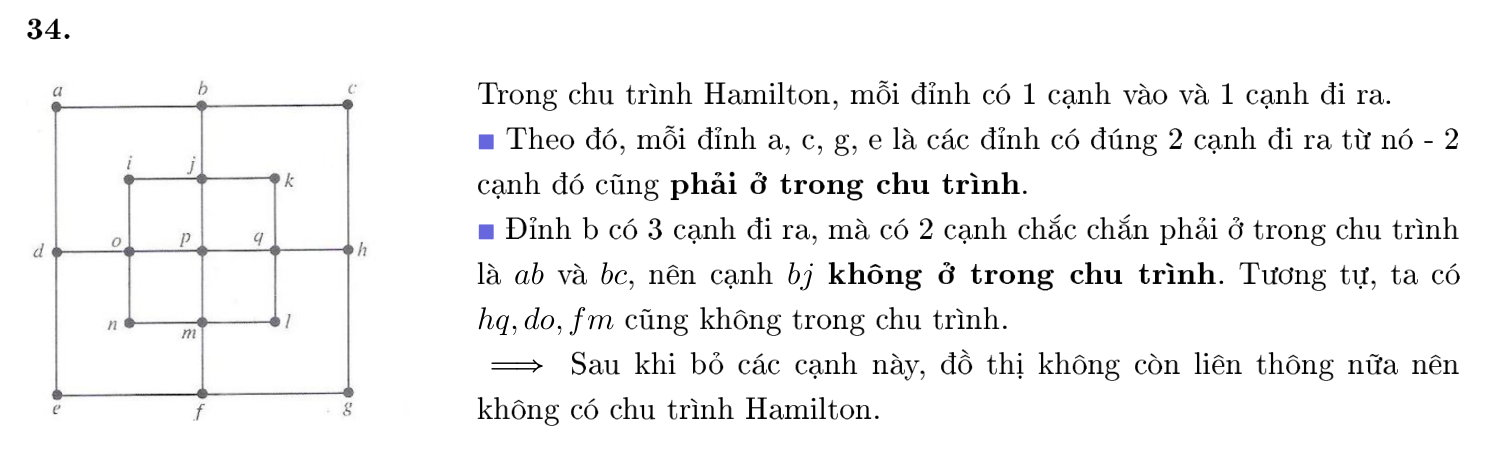 34.
a b c
i j k
d o p q h
n m l
e f g
Trong chu trình Hamilton, mỗi đỉnh có 1 cạnh vào và 1 cạnh đi ra.
■ Theo đó, mỗi đỉnh a, c, g, e là các đỉnh có đúng 2 cạnh đi ra từ nó - 2
cạnh đó cũng phải ở trong chu trình.
■ Đỉnh b có 3 cạnh đi ra, mà có 2 cạnh chắc chắn phải ở trong chu trình
là ab và bc, nên cạnh bj không ở trong chu trình. Tương tự, ta có
hq, do, fm cũng không trong chu trình.
⟹ Sau khi bỏ các cạnh này, đồ thị không còn liên thông nữa nên
không có chu trình Hamilton.